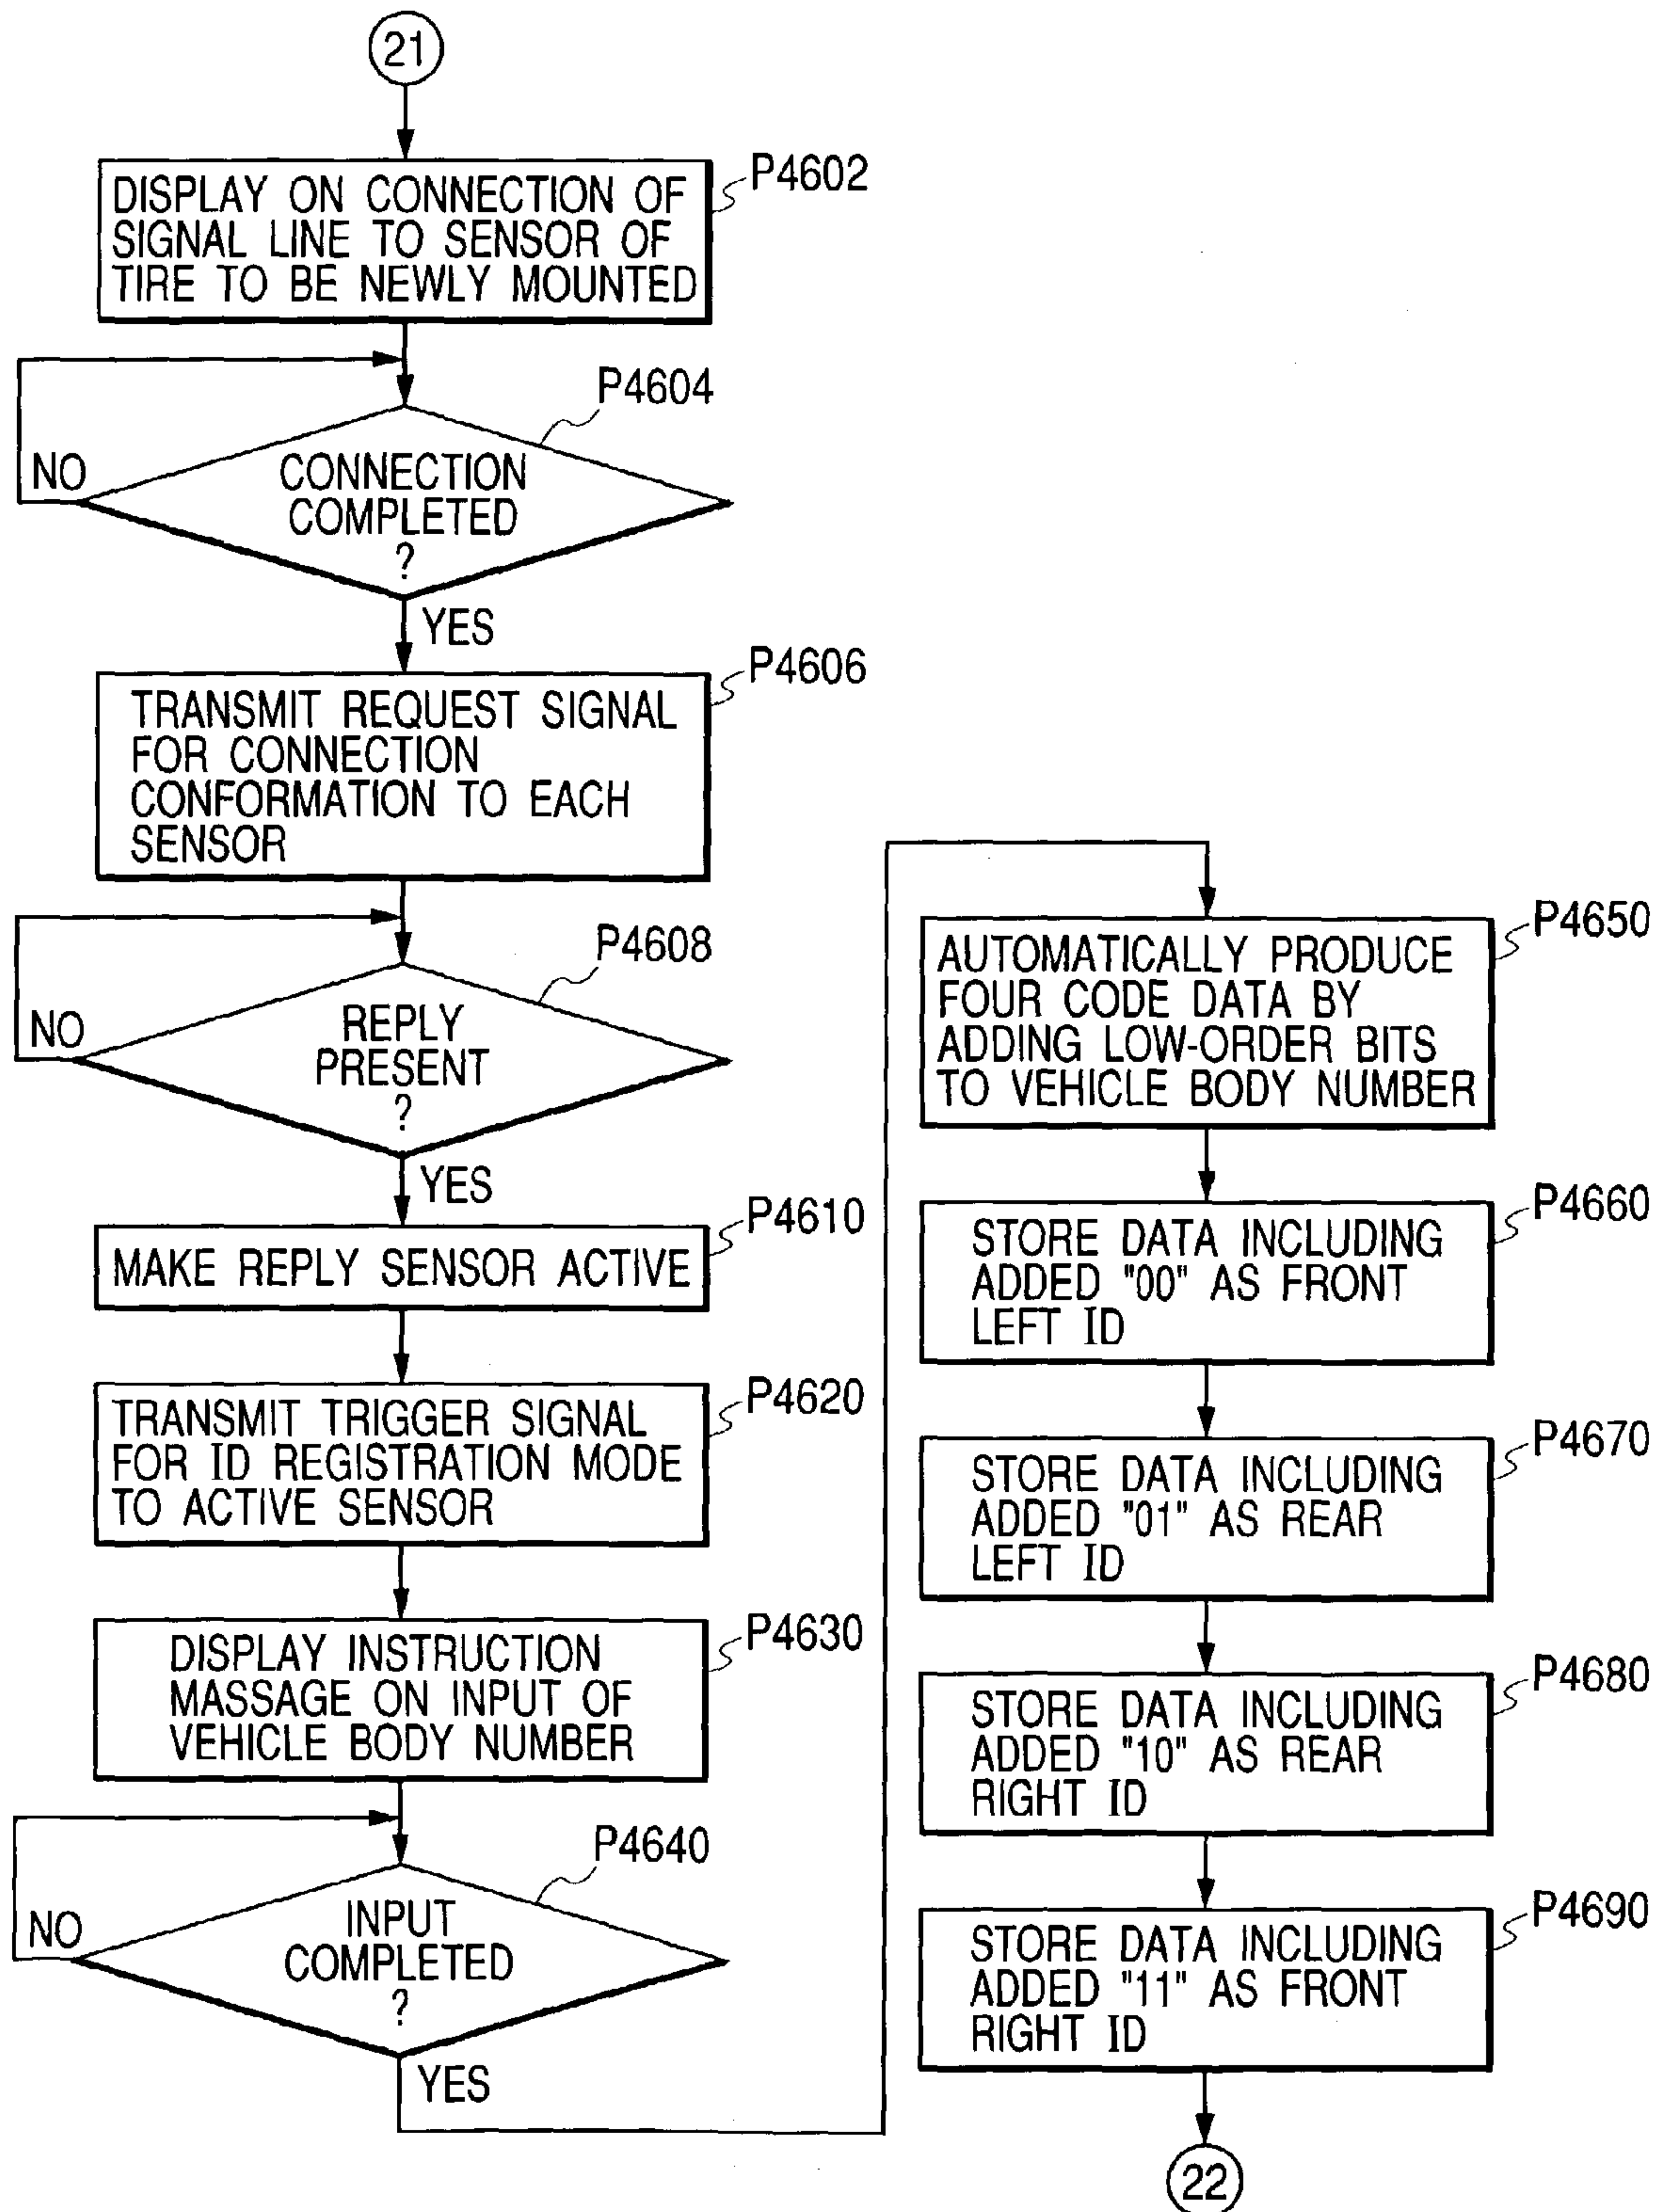 21
P4602
DISPLAY ON CONNECTION OF
SIGNAL LINE TO SENSOR OF
TIRE TO BE NEWLY MOUNTED
P4604
NO
CONNECTION
COMPLETED
?
YES
P4606
TRANSMIT REQUEST SIGNAL
FOR CONNECTION
CONFORMATION TO EACH
SENSOR
P4608
NO
REPLY
PRESENT
?
YES
P4610
MAKE REPLY SENSOR ACTIVE
P4620
TRANSMIT TRIGGER SIGNAL
FOR ID REGISTRATION MODE
TO ACTIVE SENSOR
P4630
DISPLAY INSTRUCTION
MASSAGE ON INPUT OF
VEHICLE BODY NUMBER
P4640
NO
INPUT
COMPLETED
?
YES
P4650
AUTOMATICALLY PRODUCE
FOUR CODE DATA BY
ADDING LOW-ORDER BITS
TO VEHICLE BODY NUMBER
P4660
STORE DATA INCLUDING
ADDED "00" AS FRONT
LEFT ID
P4670
STORE DATA INCLUDING
ADDED "01" AS REAR
LEFT ID
P4680
STORE DATA INCLUDING
ADDED "10" AS REAR
RIGHT ID
P4690
STORE DATA INCLUDING
ADDED "11" AS FRONT
RIGHT ID
22